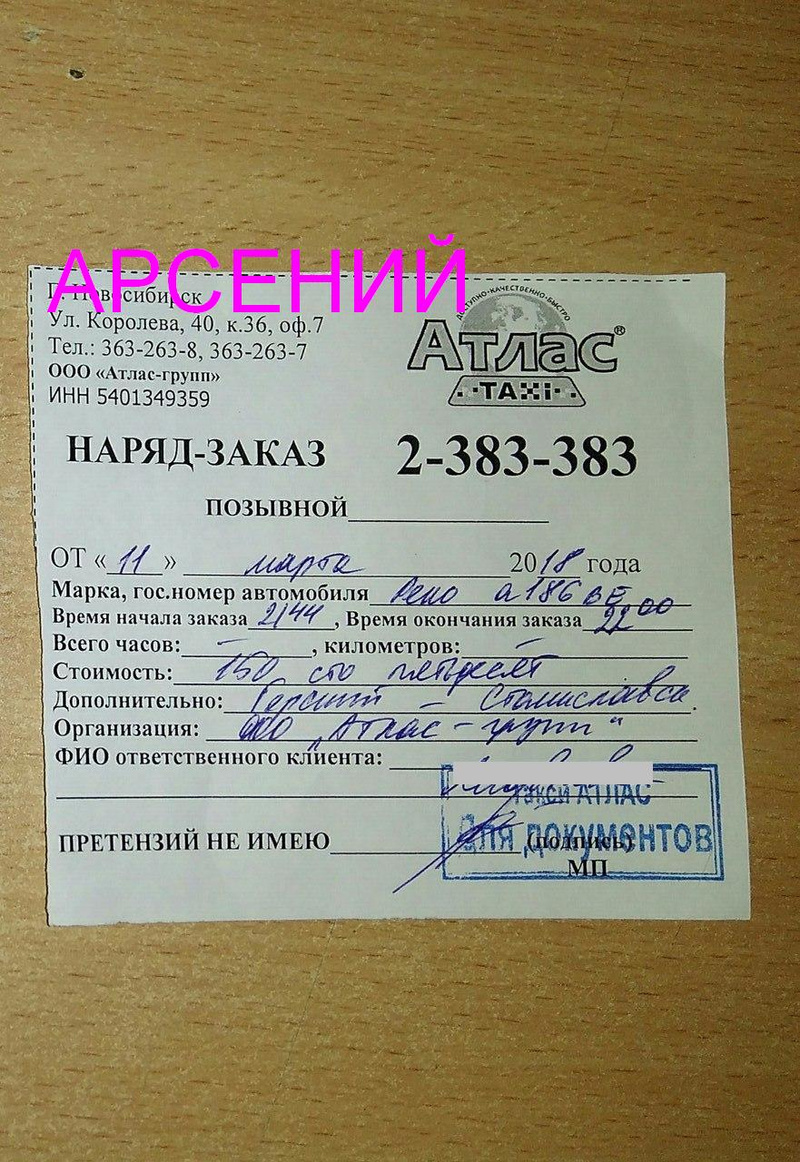 АРСЕНИЙ
Г. Новосибирск
Ул. Королева, 40, к.36, оф.7
Тел.: 363-263-8, 363-263-7
ООО «Атлас-групп»
ИНН 5401349359
ДОСТУПНО·КАЧЕСТВЕННО·БЫСТРО
Атлас®
·TAXi·
НАРЯД-ЗАКАЗ 2-383-383
ПОЗЫВНОЙ
ОТ « 11 » марта 2018 года
Марка, гос.номер автомобиля Рено а186ВЕ
Время начала заказа 21 44, Время окончания заказа 22 00
Всего часов: –, километров: –
Стоимость: 150 сто пятьдесят
Дополнительно: –
Организация: ООО „Атлас-групп“
ФИО ответственного клиента:
ТАКСИ АТЛАС
Для документов
ПРЕТЕНЗИЙ НЕ ИМЕЮ (подпись)
МП